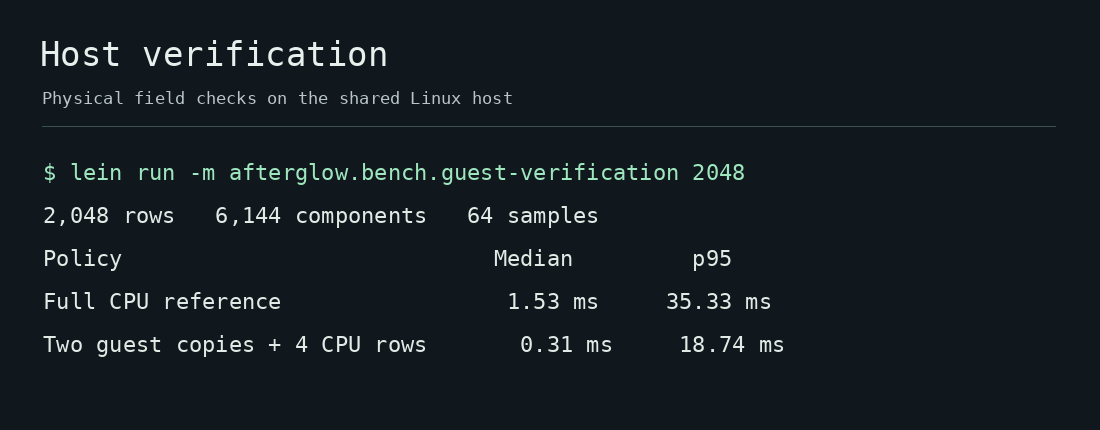 Host verification
Physical field checks on the shared Linux host
$ lein run -m afterglow.bench.guest-verification 2048
2,048 rows   6,144 components   64 samples
Policy                            Median         p95
Full CPU reference                 1.53 ms     35.33 ms
Two guest copies + 4 CPU rows       0.31 ms     18.74 ms